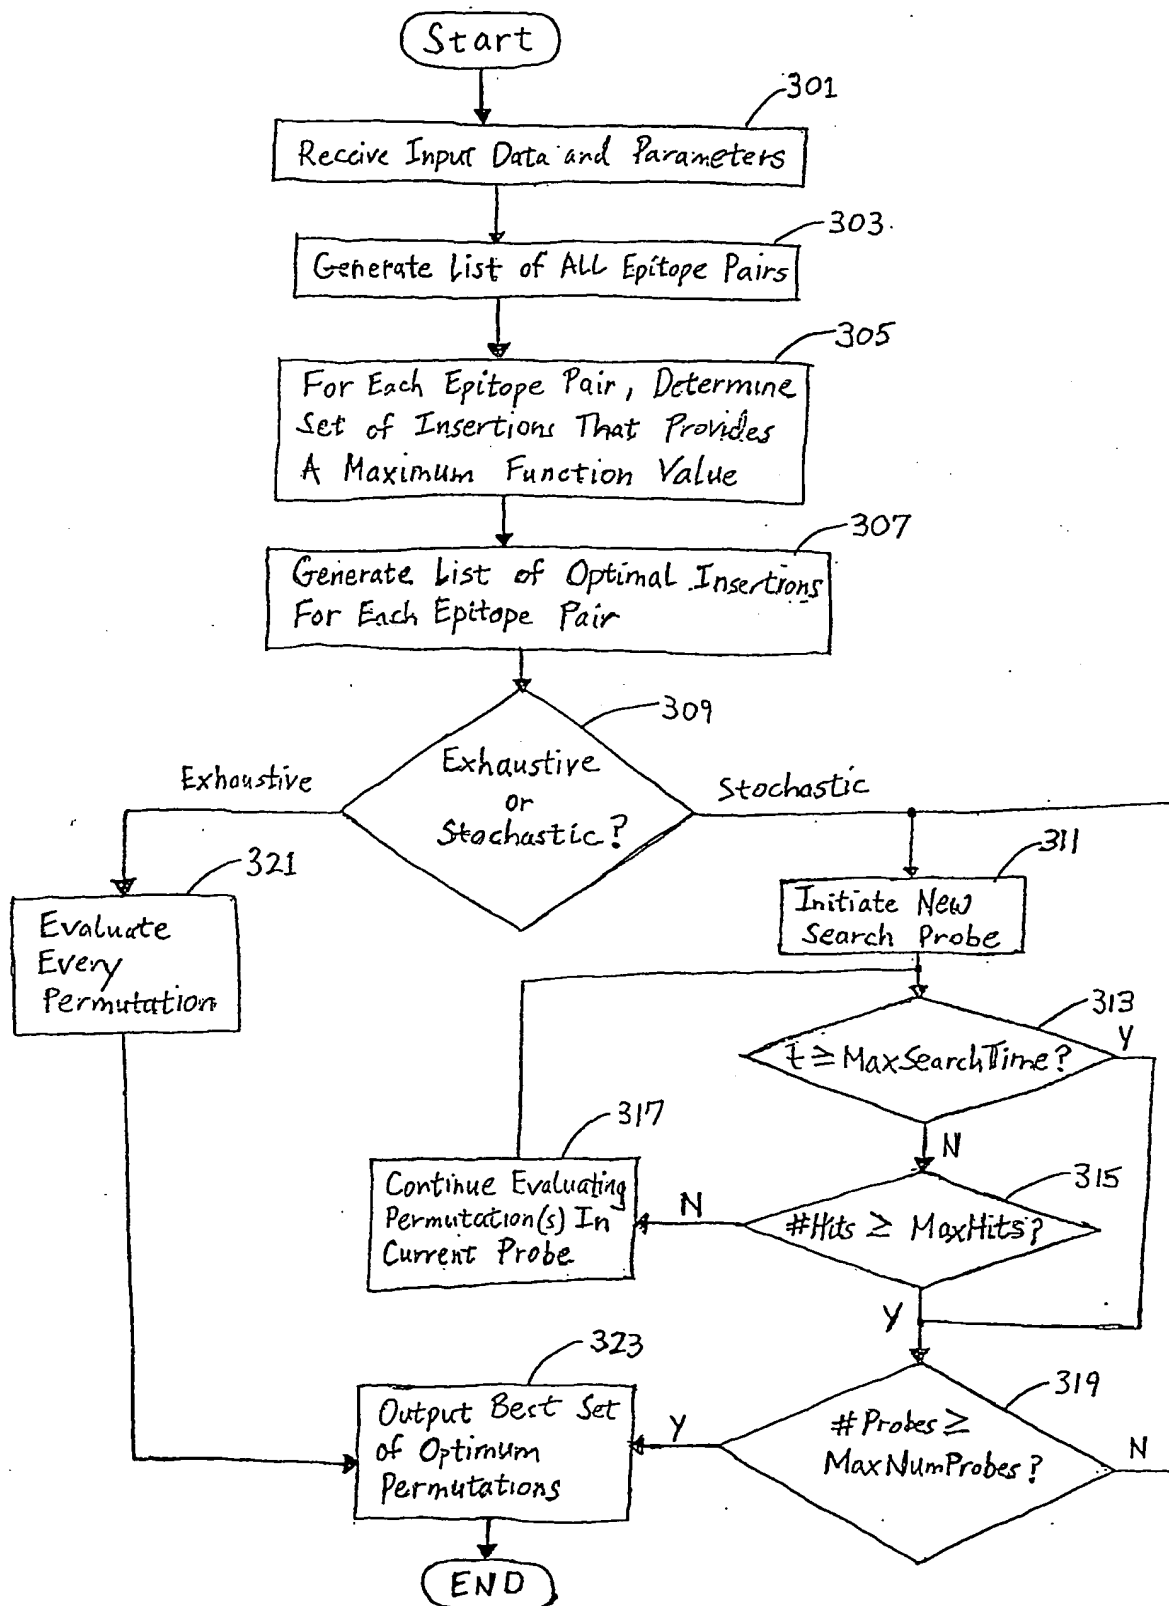 Start
301
Receive Input Data and Parameters
303
Generate List of All Epitope Pairs
305
For Each Epitope Pair, Determine
Set of Insertions That Provides
A Maximum Function Value
307
Generate List of Optimal Insertions
For Each Epitope Pair
309
Exhaustive
or
Stochastic?
Exhaustive
Stochastic
321
Evaluate
Every
Permutation
311
Initiate New
Search Probe
313
t ≥ MaxSearchTime?
Y
N
317
Continue Evaluating
Permutation(s) In
Current Probe
N
315
#Hits ≥ MaxHits?
Y
323
Output Best Set
of Optimum
Permutations
Y
319
#Probes ≥
MaxNumProbes?
N
END